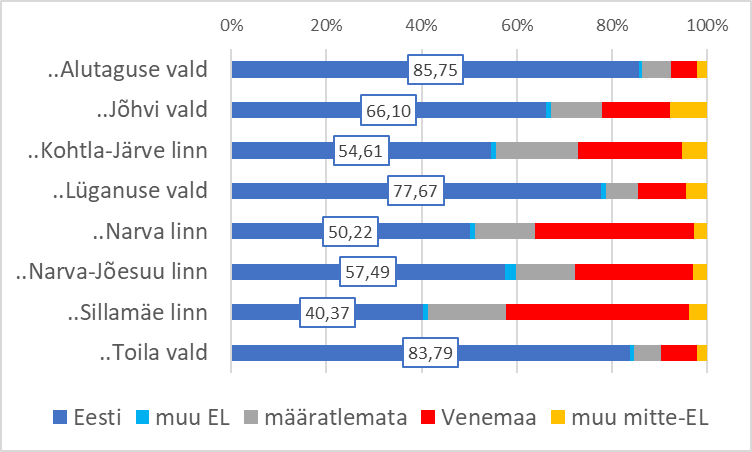 0% 20% 40% 60% 80% 100%
..Alutaguse vald 85,75
..Jõhvi vald 66,10
..Kohtla-Järve linn 54,61
..Lüganuse vald 77,67
..Narva linn 50,22
..Narva-Jõesuu linn 57,49
..Sillamäe linn 40,37
..Toila vald 83,79
Eesti muu EL määratlemata Venemaa muu mitte-EL